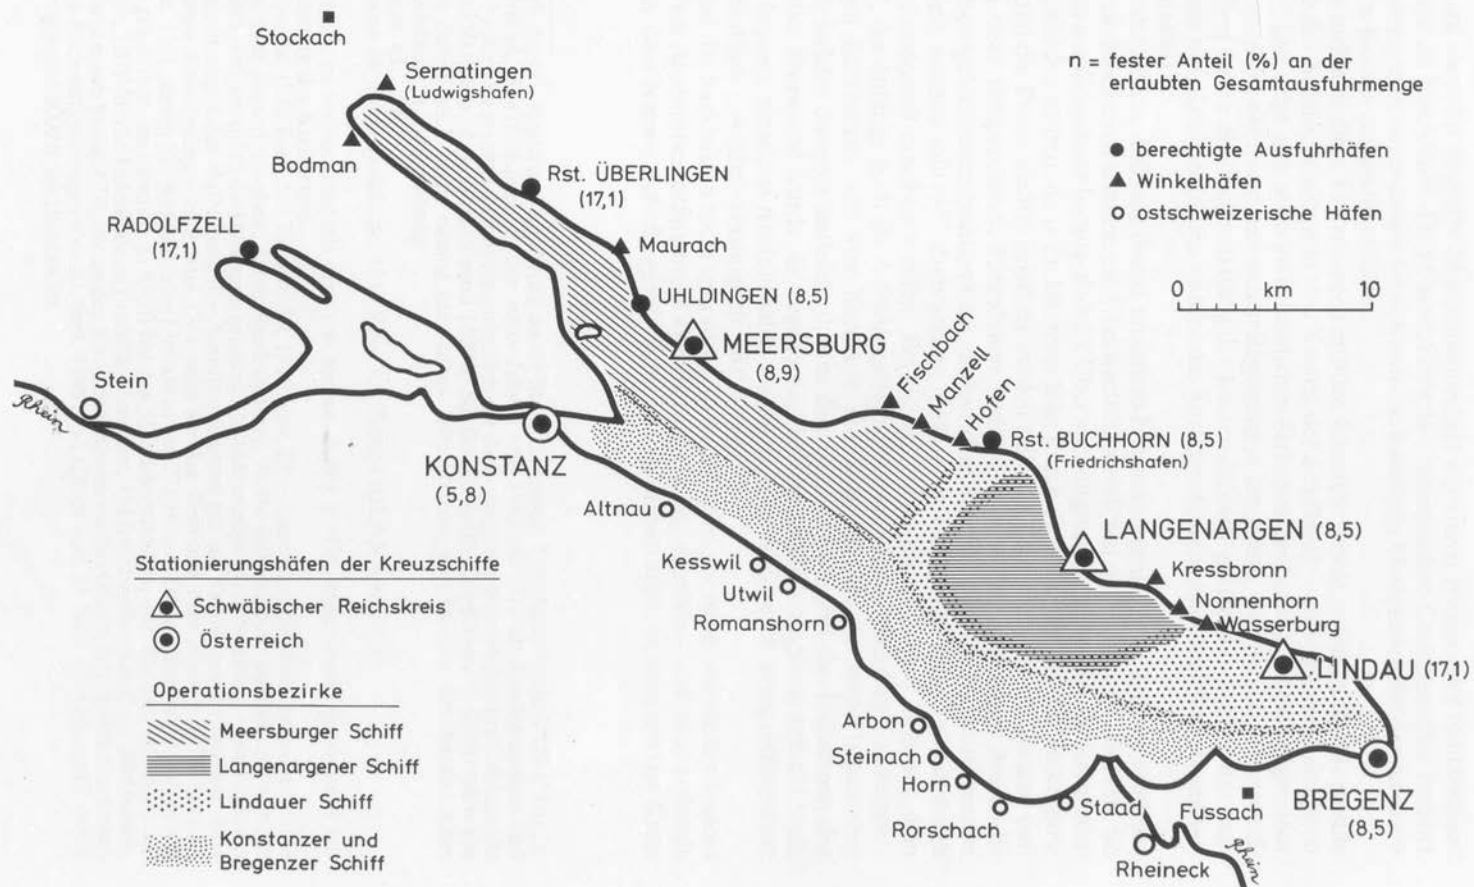 Stockach
Sernatingen
(Ludwigshafen)
Bodman
Rst. ÜBERLINGEN
(17,1)
RADOLFZELL
(17,1)
Maurach
UHLDINGEN (8,5)
MEERSBURG
(8,9)
Stein
Rhein
KONSTANZ
(5,8)
Fischbach
Manzell
Hofen
Rst. BUCHHORN (8,5)
(Friedrichshafen)
LANGENARGEN (8,5)
Kressbronn
Nonnenhorn
Wasserburg
LINDAU (17,1)
BREGENZ
(8,5)
Altnau
Kesswil
Utwil
Romanshorn
Arbon
Steinach
Horn
Rorschach
Staad
Fussach
Rheineck
Rhein
n = fester Anteil (%) an der
erlaubten Gesamtausfuhrmenge
berechtigte Ausfuhrhäfen
Winkelhäfen
ostschweizerische Häfen
0 km 10
Stationierungshäfen der Kreuzschiffe
Schwäbischer Reichskreis
Österreich
Operationsbezirke
Meersburger Schiff
Langenargener Schiff
Lindauer Schiff
Konstanzer und
Bregenzer Schiff